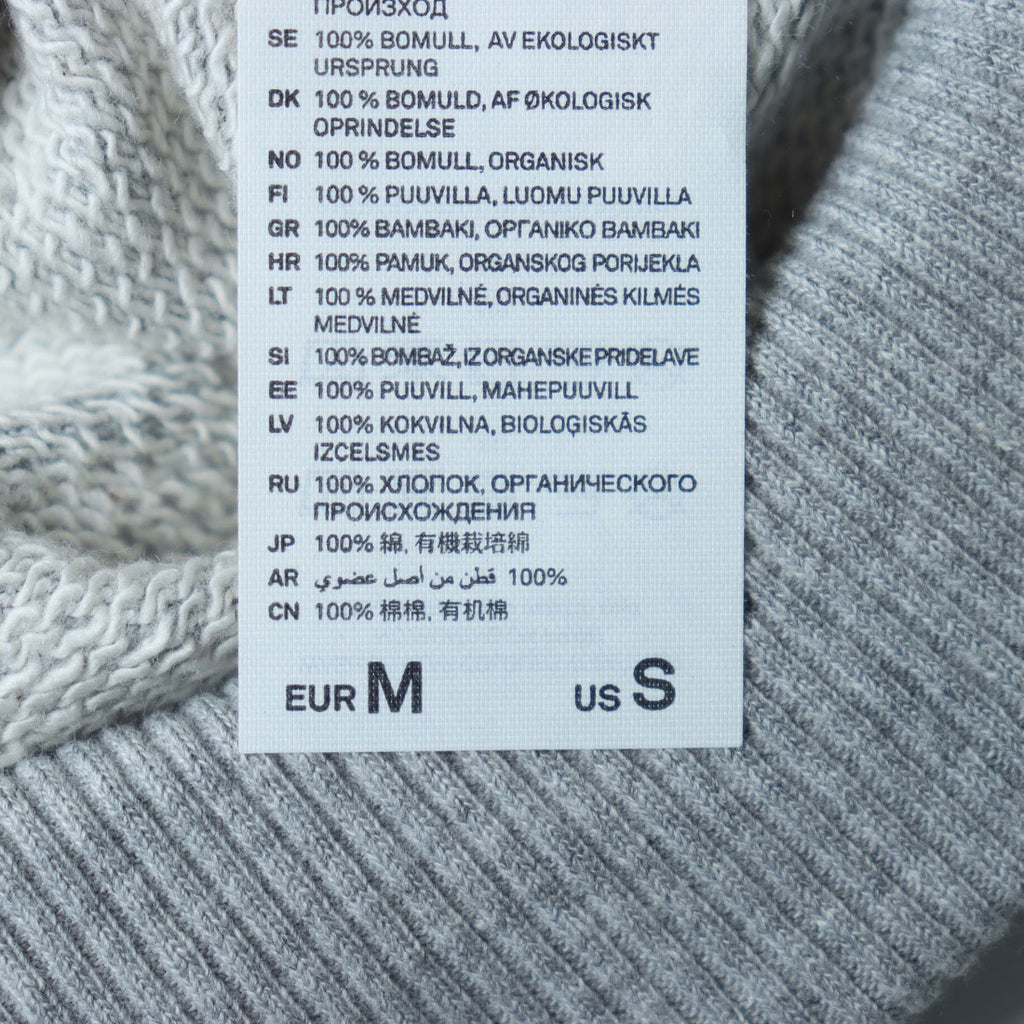 ПРОИЗХОД
SE 100% BOMULL, AV EKOLOGISKT
URSPRUNG
DK 100 % BOMULD, AF ØKOLOGISK
OPRINDELSE
NO 100 % BOMULL, ORGANISK
FI 100 % PUUVILLA, LUOMU PUUVILLA
GR 100% ΒΑΜΒΑΚΙ, ΟΡΓΑΝΙΚΟ ΒΑΜΒΑΚΙ
HR 100% PAMUK, ORGANSKOG PORIJEKLA
LT 100 % MEDVILNĖ, ORGANINĖS KILMĖS
MEDVILNĖ
SI 100% BOMBAŽ, IZ ORGANSKE PRIDELAVE
EE 100% PUUVILL, MAHEPUUVILL
LV 100% KOKVILNA, BIOLOĢISKĀS
IZCELSMES
RU 100% ХЛОПОК, ОРГАНИЧЕСКОГО
ПРОИСХОЖДЕНИЯ
JP 100% 綿, 有機栽培綿
AR 100% قطن من أصل عضوي
CN 100% 棉棉, 有机棉
EUR M US S